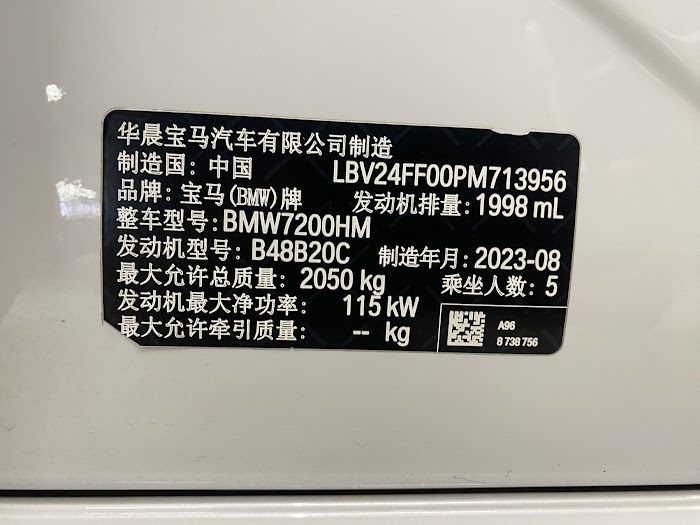 华晨宝马汽车有限公司制造
制造国: 中国 LBV24FF00PM713956
品牌: 宝马(BMW)牌 发动机排量: 1998 mL
整车型号: BMW7200HM
发动机型号: B48B20C 制造年月: 2023-08
最大允许总质量: 2050 kg 乘坐人数: 5
发动机最大净功率: 115 kW
最大允许牵引质量: -- kg
A96
8 738 756